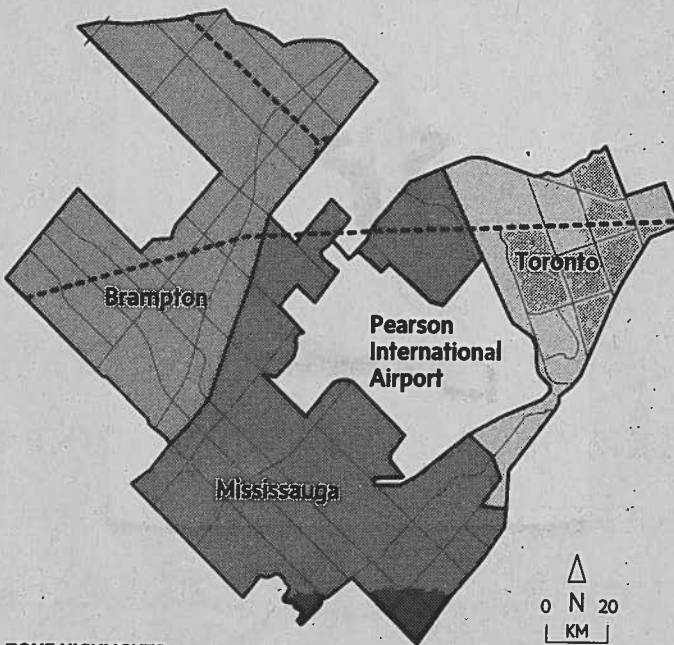 Toronto
Brampton
Pearson
International
Airport
Mississauga
N
0 20
KM